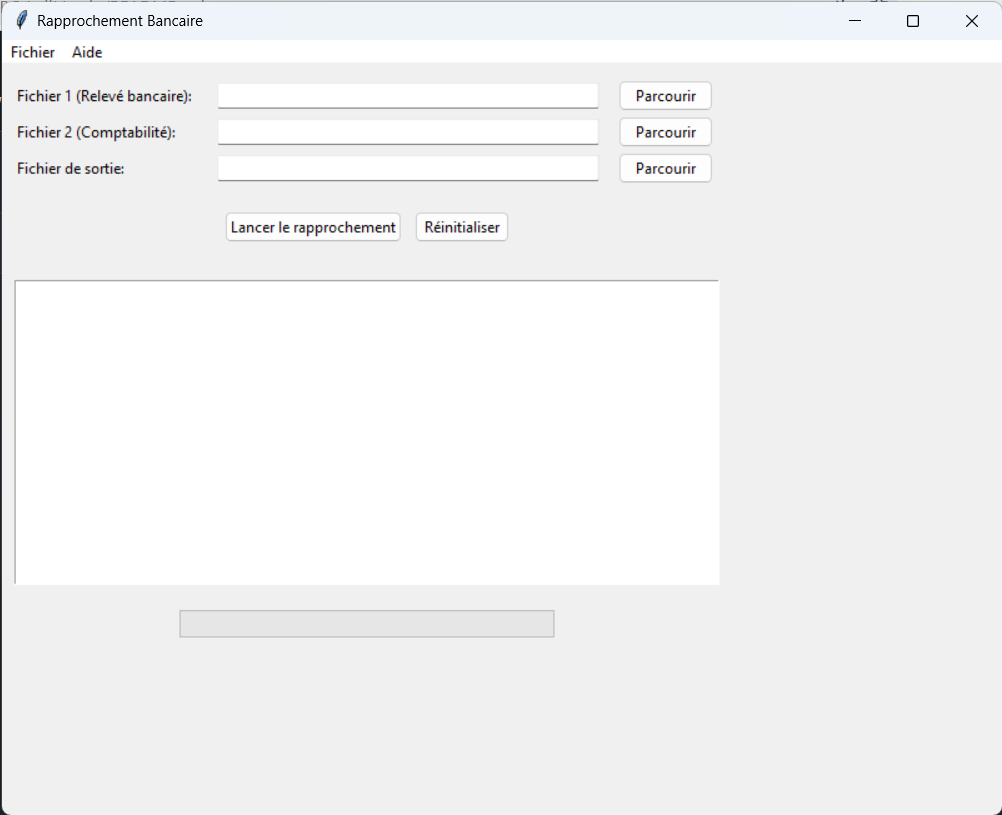 Rapprochement Bancaire
Fichier Aide
Fichier 1 (Relevé bancaire): Parcourir
Fichier 2 (Comptabilité): Parcourir
Fichier de sortie: Parcourir
Lancer le rapprochement Réinitialiser